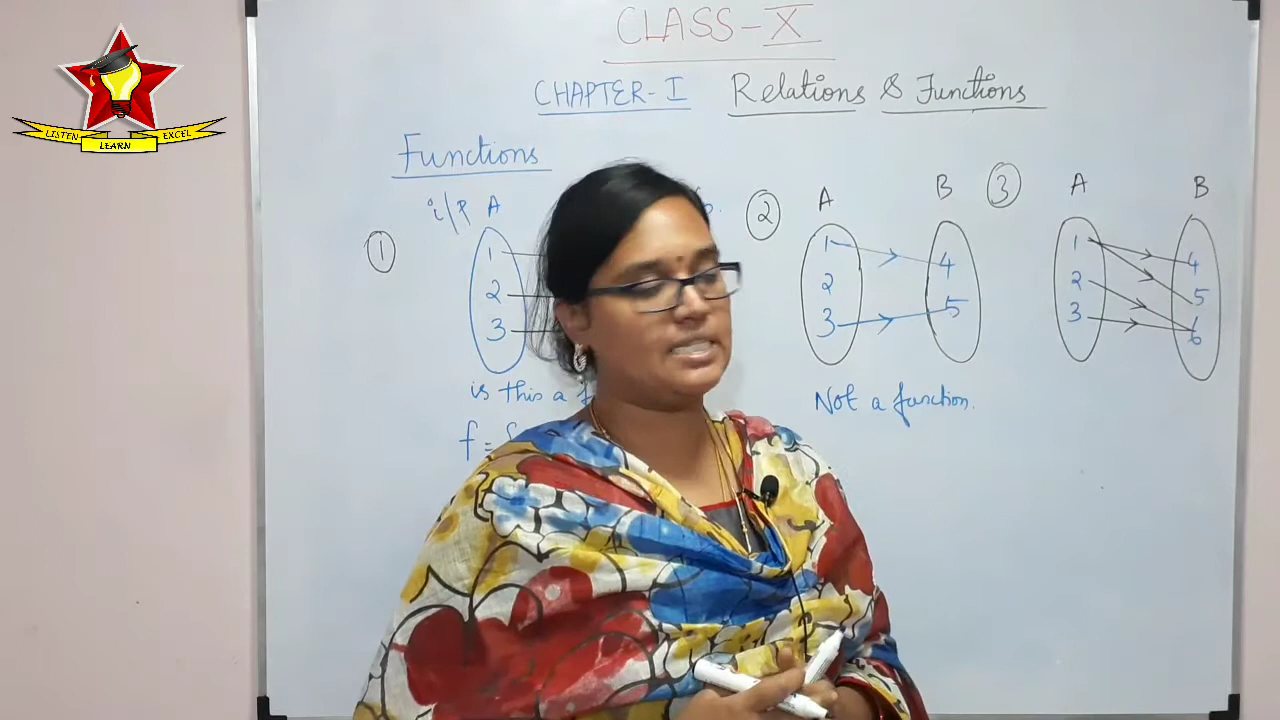 LISTEN
LEARN
EXCEL
CLASS-X
CHAPTER-I Relations & Functions
Functions
i/p A
1
2
3
is this a
f =
① ② ③
A B
1 4
2 5
3
Not a function.
A B
1 4
2 5
3 6